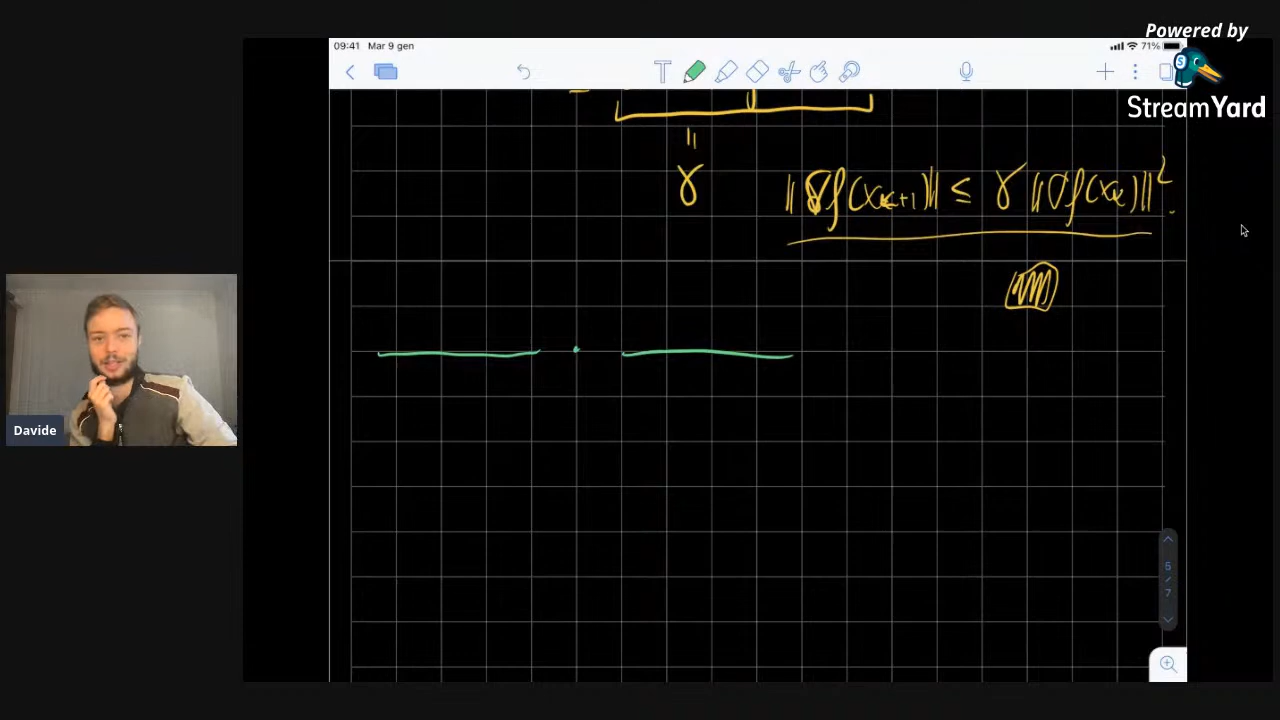 Powered by
StreamYard
09:41 Mar 9 gen
71%
T
||
γ
||∇f(x_{k+1})|| ≤ γ ||∇f(x_k)||².
Davide
5
/
7